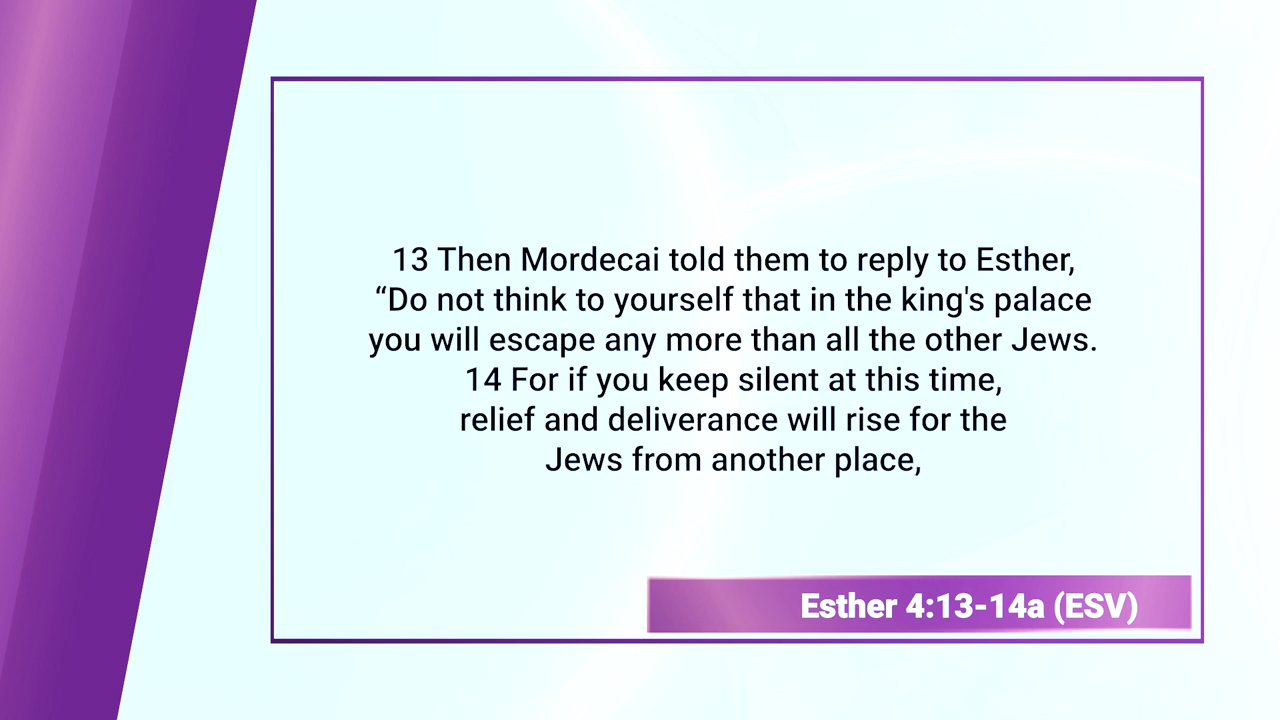 13 Then Mordecai told them to reply to Esther,
“Do not think to yourself that in the king's palace
you will escape any more than all the other Jews.
14 For if you keep silent at this time,
relief and deliverance will rise for the
Jews from another place,
Esther 4:13-14a (ESV)